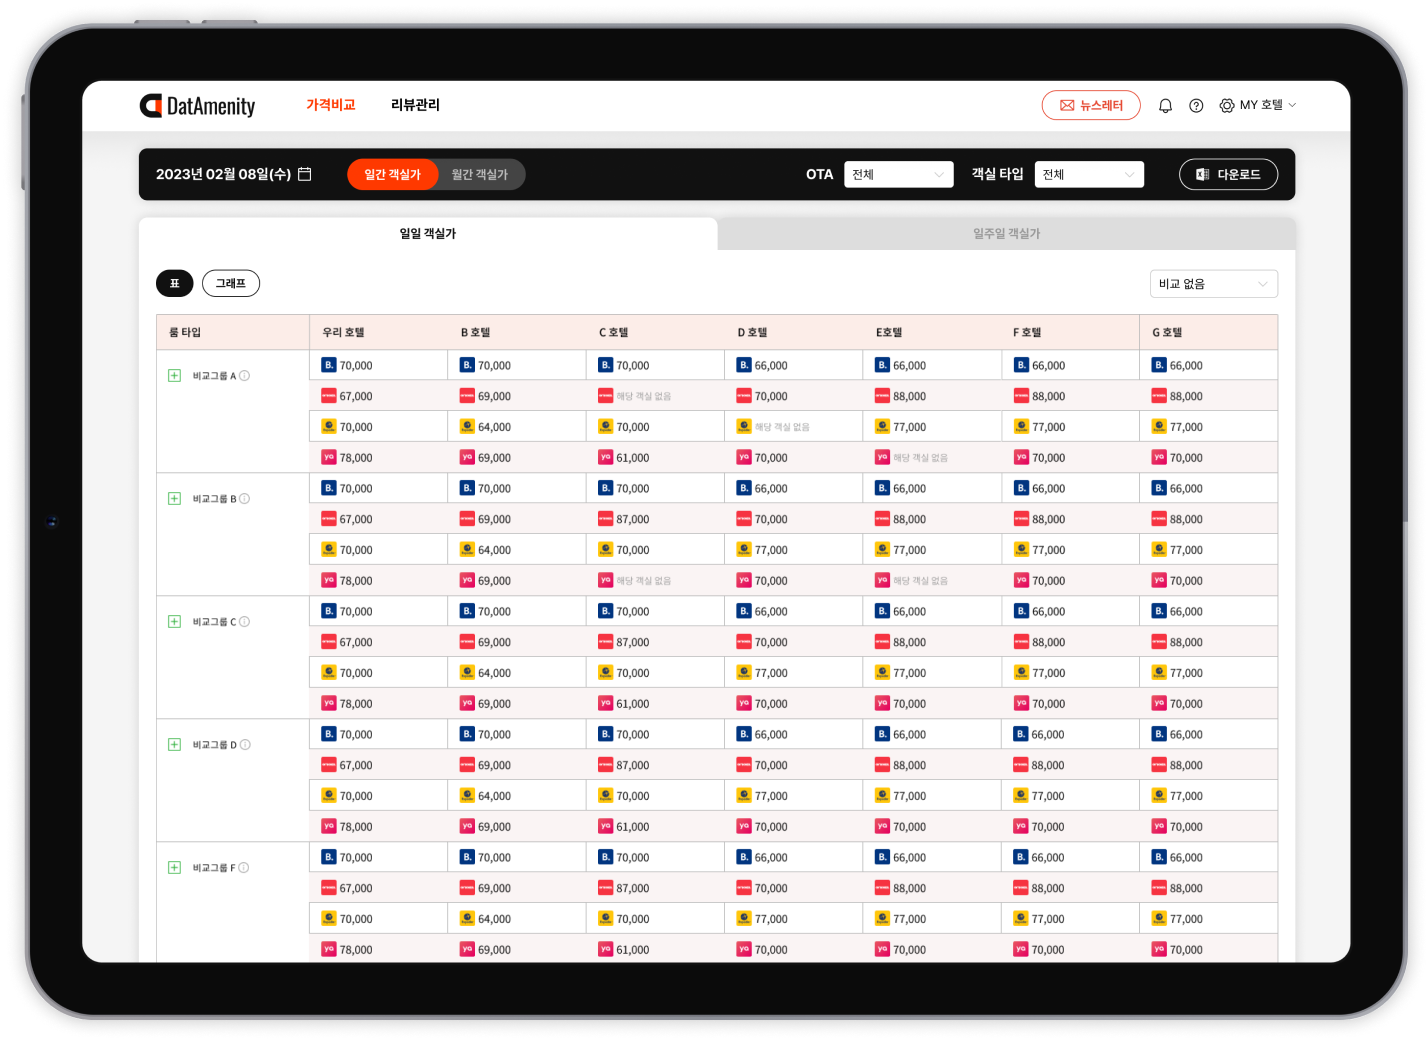 DatAmenity 가격비교 리뷰관리 뉴스레터 MY 호텔
2023년 02월 08일(수) 일간 객실가 월간 객실가 OTA 전체 객실 타입 전체 다운로드
일일 객실가 일주일 객실가
표 그래프 비교 없음
룸 타입 우리 호텔 B 호텔 C 호텔 D 호텔 E호텔 F 호텔 G 호텔
비교그룹 A B. 70,000 B. 70,000 B. 70,000 B. 66,000 B. 66,000 B. 66,000 B. 66,000
67,000 69,000 해당 객실 없음 70,000 88,000 88,000 88,000
70,000 64,000 70,000 해당 객실 없음 77,000 77,000 77,000
ya 78,000 ya 69,000 ya 61,000 ya 70,000 ya 해당 객실 없음 ya 70,000 ya 70,000
비교그룹 B B. 70,000 B. 70,000 B. 70,000 B. 66,000 B. 66,000 B. 66,000 B. 66,000
67,000 69,000 87,000 70,000 88,000 88,000 88,000
70,000 64,000 70,000 77,000 77,000 77,000 77,000
ya 78,000 ya 69,000 ya 해당 객실 없음 ya 70,000 ya 해당 객실 없음 ya 70,000 ya 70,000
비교그룹 C B. 70,000 B. 70,000 B. 70,000 B. 66,000 B. 66,000 B. 66,000 B. 66,000
67,000 69,000 87,000 70,000 88,000 88,000 88,000
70,000 64,000 70,000 77,000 77,000 77,000 77,000
ya 78,000 ya 69,000 ya 61,000 ya 70,000 ya 70,000 ya 70,000 ya 70,000
비교그룹 D B. 70,000 B. 70,000 B. 70,000 B. 66,000 B. 66,000 B. 66,000 B. 66,000
67,000 69,000 87,000 70,000 88,000 88,000 88,000
70,000 64,000 70,000 77,000 77,000 77,000 77,000
ya 78,000 ya 69,000 ya 61,000 ya 70,000 ya 70,000 ya 70,000 ya 70,000
비교그룹 F B. 70,000 B. 70,000 B. 70,000 B. 66,000 B. 66,000 B. 66,000 B. 66,000
67,000 69,000 87,000 70,000 88,000 88,000 88,000
70,000 64,000 70,000 77,000 77,000 77,000 77,000
ya 78,000 ya 69,000 ya 61,000 ya 70,000 ya 70,000 ya 70,000 ya 70,000